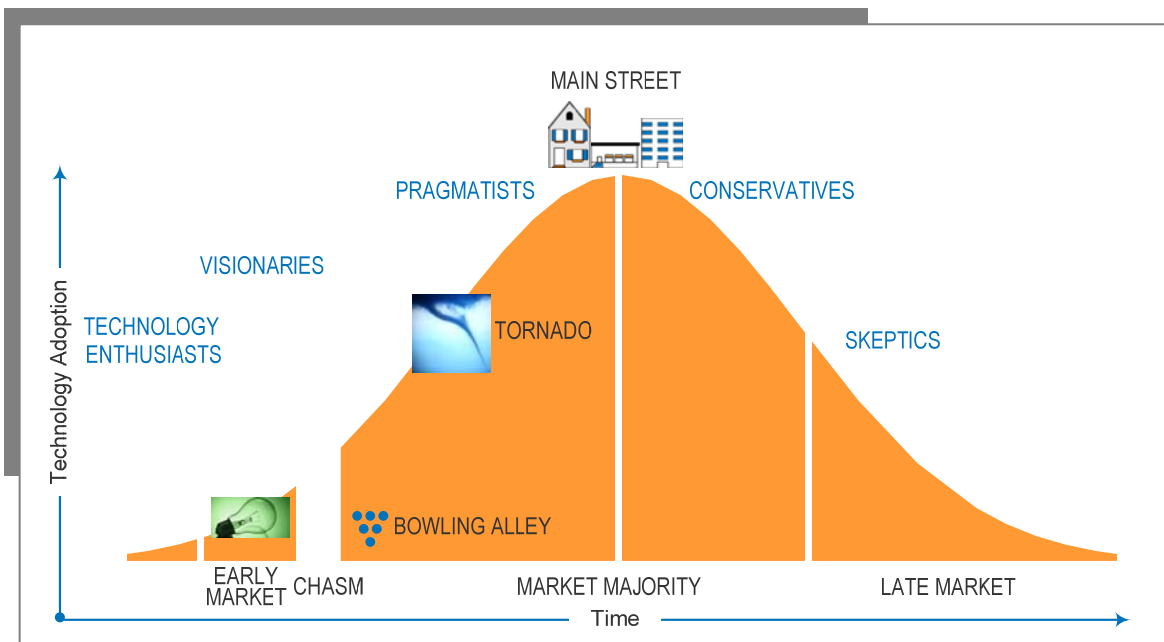 MAIN STREET
PRAGMATISTS
CONSERVATIVES
VISIONARIES
TECHNOLOGY
ENTHUSIASTS
TORNADO
SKEPTICS
Technology Adoption
BOWLING ALLEY
EARLY
MARKET
CHASM
MARKET MAJORITY
LATE MARKET
Time